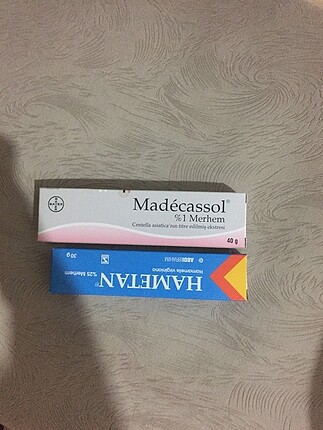 Madécassol®
%1 Merhem
Centella asiatica'nın titre edilmiş ekstresi
40 g
BAYER
HAMETAN®
Hamamelis virginiana
%25 Merhem
30 g